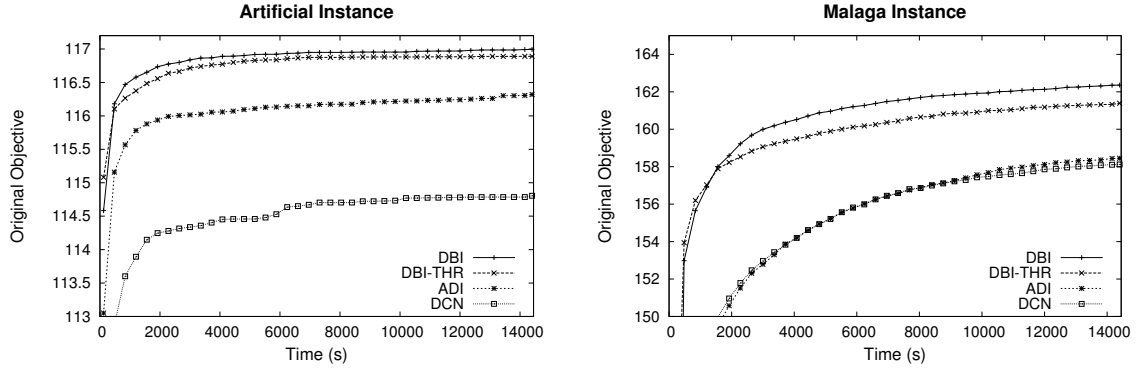 Artificial Instance
Original Objective
117
116.5
116
115.5
115
114.5
114
113.5
113
0 2000 4000 6000 8000 10000 12000 14000
Time (s)
DBI
DBI-THR
ADI
DCN
Malaga Instance
Original Objective
164
162
160
158
156
154
152
150
0 2000 4000 6000 8000 10000 12000 14000
Time (s)
DBI
DBI-THR
ADI
DCN